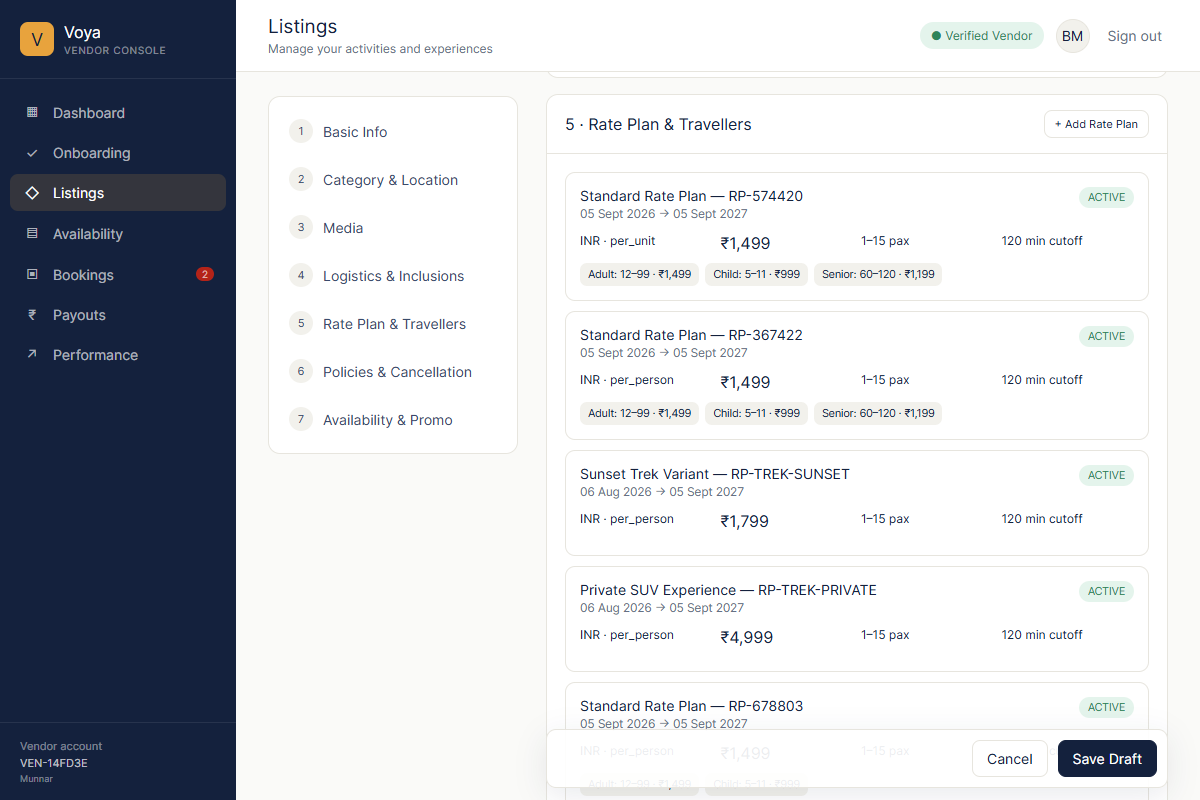 V
Voya
VENDOR CONSOLE
Dashboard
Onboarding
Listings
Availability
Bookings
2
₹ Payouts
Performance
Vendor account
VEN-14FD3E
Munnar
Listings
Manage your activities and experiences
Verified Vendor
BM
Sign out
1 Basic Info
2 Category & Location
3 Media
4 Logistics & Inclusions
5 Rate Plan & Travellers
6 Policies & Cancellation
7 Availability & Promo
5 · Rate Plan & Travellers
+ Add Rate Plan
Standard Rate Plan — RP-574420
ACTIVE
05 Sept 2026 → 05 Sept 2027
INR · per_unit ₹1,499 1–15 pax 120 min cutoff
Adult: 12–99 · ₹1,499 Child: 5–11 · ₹999 Senior: 60–120 · ₹1,199
Standard Rate Plan — RP-367422
ACTIVE
05 Sept 2026 → 05 Sept 2027
INR · per_person ₹1,499 1–15 pax 120 min cutoff
Adult: 12–99 · ₹1,499 Child: 5–11 · ₹999 Senior: 60–120 · ₹1,199
Sunset Trek Variant — RP-TREK-SUNSET
ACTIVE
06 Aug 2026 → 05 Sept 2027
INR · per_person ₹1,799 1–15 pax 120 min cutoff
Private SUV Experience — RP-TREK-PRIVATE
ACTIVE
06 Aug 2026 → 05 Sept 2027
INR · per_person ₹4,999 1–15 pax 120 min cutoff
Standard Rate Plan — RP-678803
ACTIVE
05 Sept 2026 → 05 Sept 2027
INR · per_person ₹1,499 1–15 pax
Adult: 12–99 · ₹1,499 Child: 5–11 · ₹999
Cancel
Save Draft